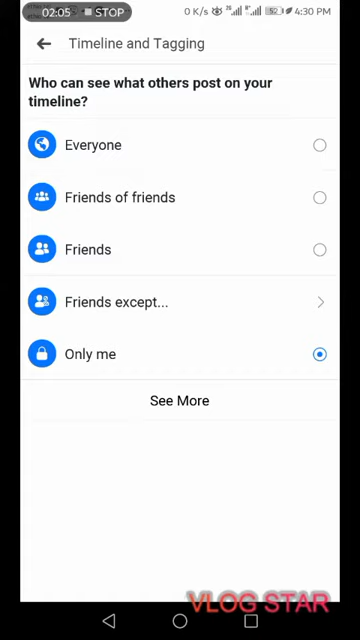 02:05 STOP 0 K/s 52 4:30 PM
Timeline and Tagging
Who can see what others post on your
timeline?
Everyone
Friends of friends
Friends
Friends except...
Only me
See More
VLOG STAR